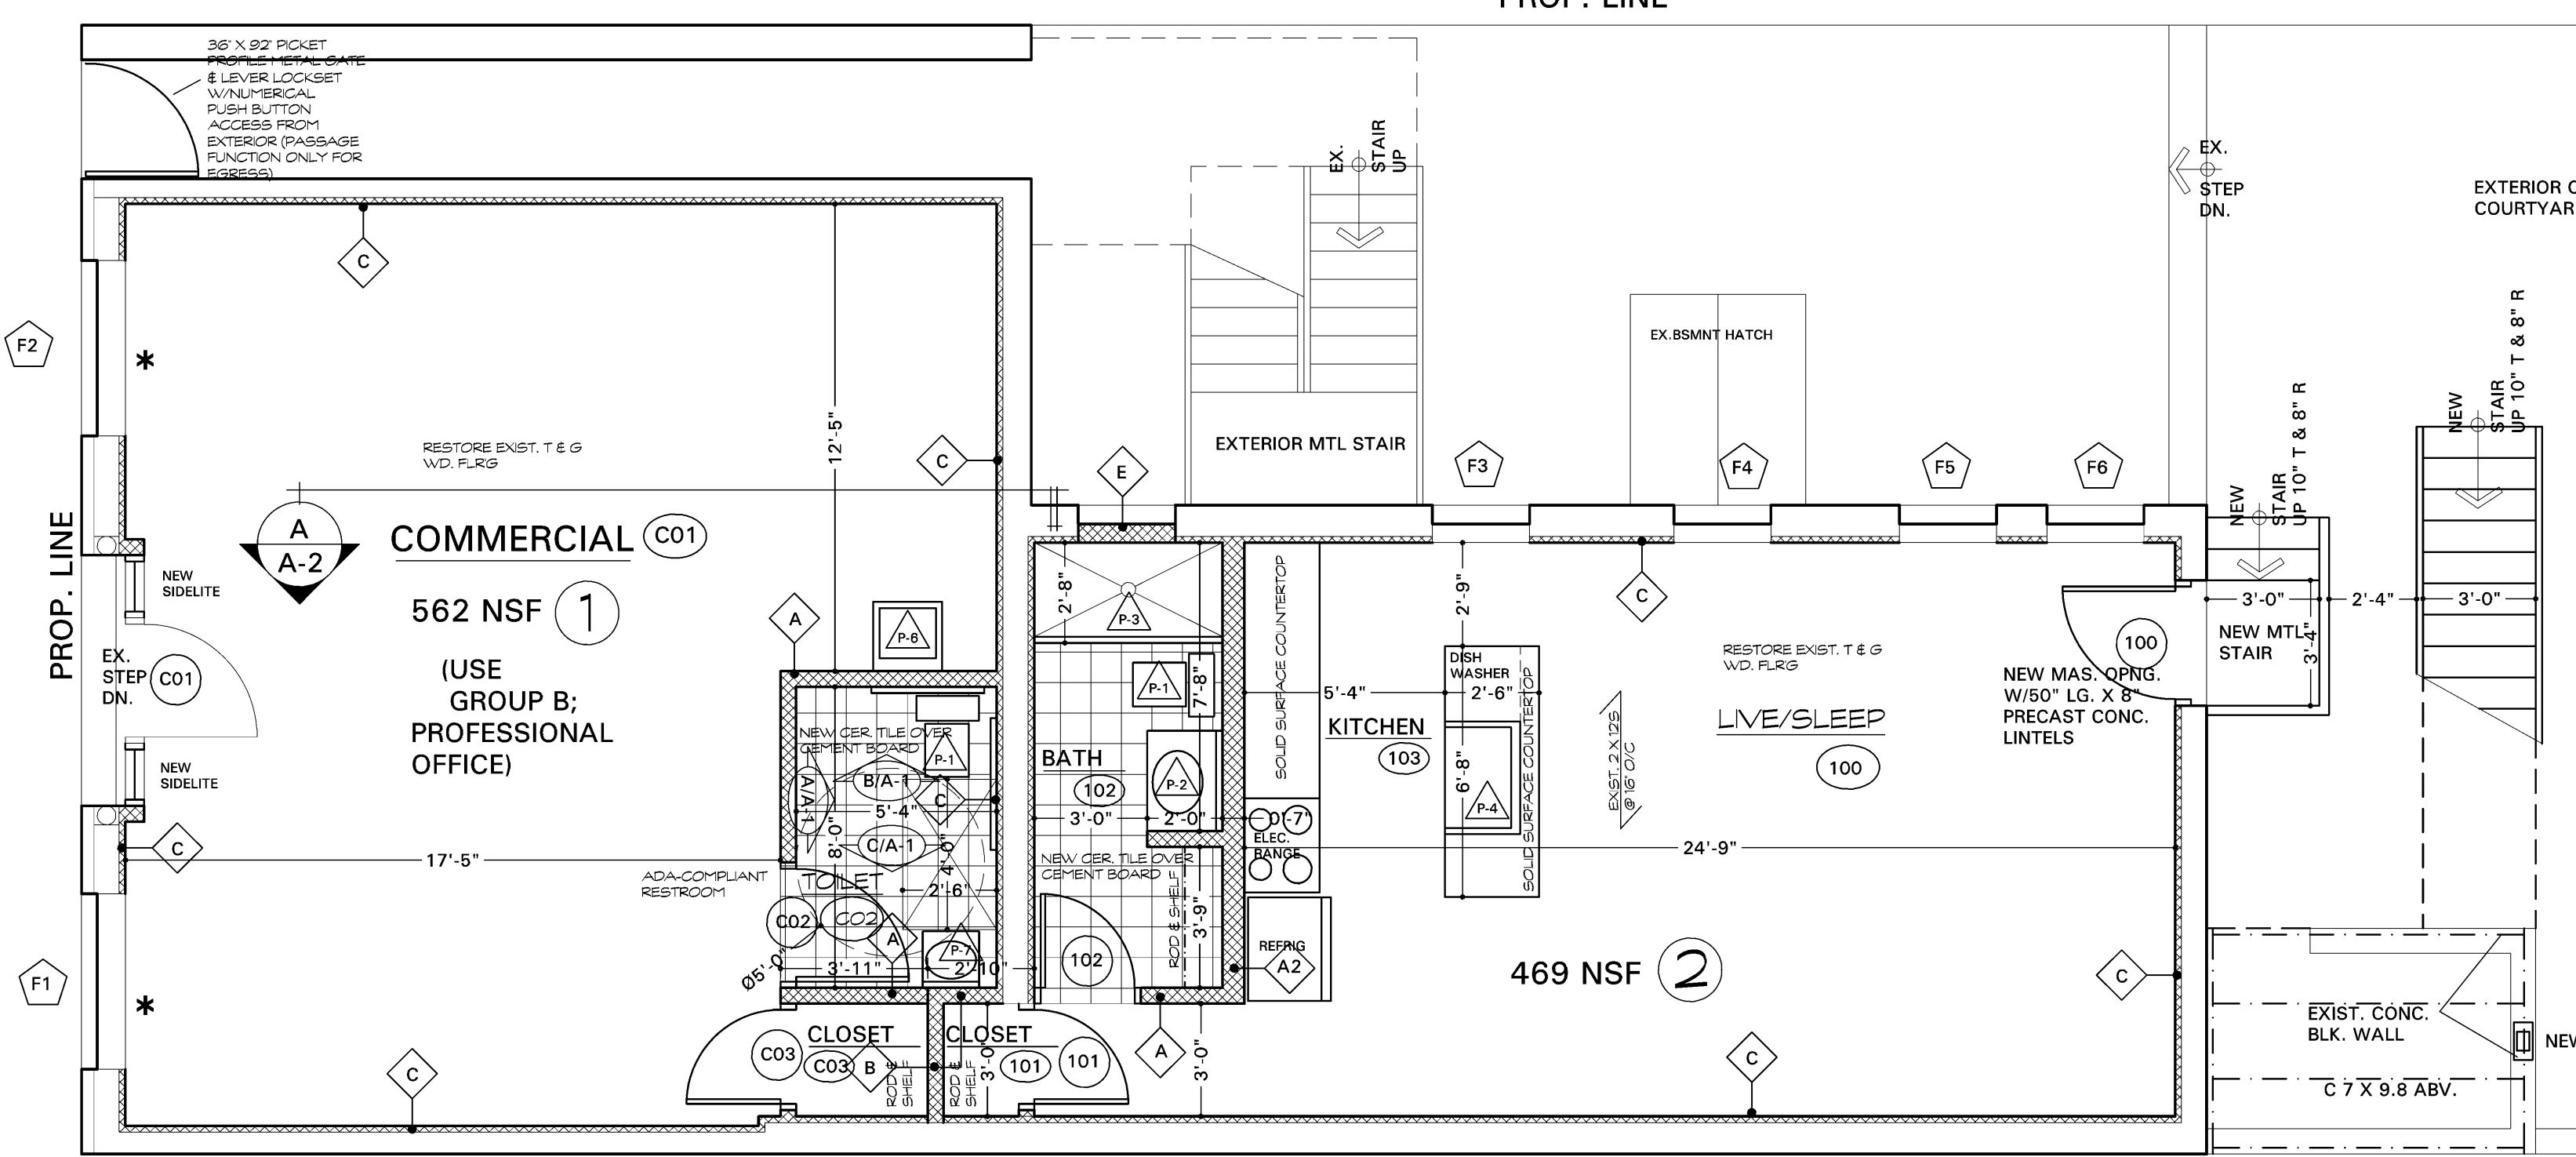 PROP. LINE
36" X 92" PICKET
PROFILE METAL GATE
& LEVER LOCKSET
W/NUMERICAL
PUSH BUTTON
ACCESS FROM
EXTERIOR (PASSAGE
FUNCTION ONLY FOR
EGRESS)
EX.
STAIR
UP
EX.
STEP
DN.
EXTERIOR C
COURTYAR
F2
C
*
RESTORE EXIST. T & G
WD. FLR'G
12'-5"
C
EXTERIOR MTL STAIR
EX.BSMNT HATCH
E
F3
F4
F5
F6
NEW
STAIR
UP 10" T & 8" R
NEW
STAIR
UP 10" T & 8" R
PROP. LINE
A
A-2
COMMERCIAL
C01
562 NSF
1
(USE
GROUP B;
PROFESSIONAL
OFFICE)
NEW
SIDELITE
EX.
STEP
DN.
C01
NEW
SIDELITE
C
17'-5"
A
P-6
2'-8"
P-3
P-1
7'-8"
BATH
102
P-2
3'-0"
2'-0"
0'-7"
NEW CER. TILE OVER
CEMENT BOARD
P-1
A/A-1
B/A-1
C
5'-4"
8'-0"
C/A-1
4'-0"
TOILET
2'-6"
C02
C02
A
P-7
Ø5'-0"
3'-11"
2'-10"
ADA-COMPLIANT
RESTROOM
NEW CER. TILE OVER
CEMENT BOARD
ROD & SHELF
3'-9"
102
SOLID SURFACE COUNTERTOP
ELEC.
RANGE
REFRIG
A2
5'-4"
KITCHEN
103
2'-9"
DISH
WASHER
2'-6"
6'-8"
P-4
SOLID SURFACE COUNTERTOP
C
EXIST. 2 X 12'S
@ 16" O/C
RESTORE EXIST. T & G
WD. FLR'G
LIVE/SLEEP
100
24'-9"
NEW MAS. OPNG.
W/50" LG. X 8"
PRECAST CONC.
LINTELS
100
3'-0"
2'-4"
3'-0"
NEW MTL
STAIR
3'-4"
469 NSF
2
C
F1
*
C
CLOSET
C03
C03
B
ROD &
SHELF
CLOSET
101
101
ROD &
SHELF
3'-0"
A
3'-0"
C
EXIST. CONC.
BLK. WALL
NEW
C 7 X 9.8 ABV.